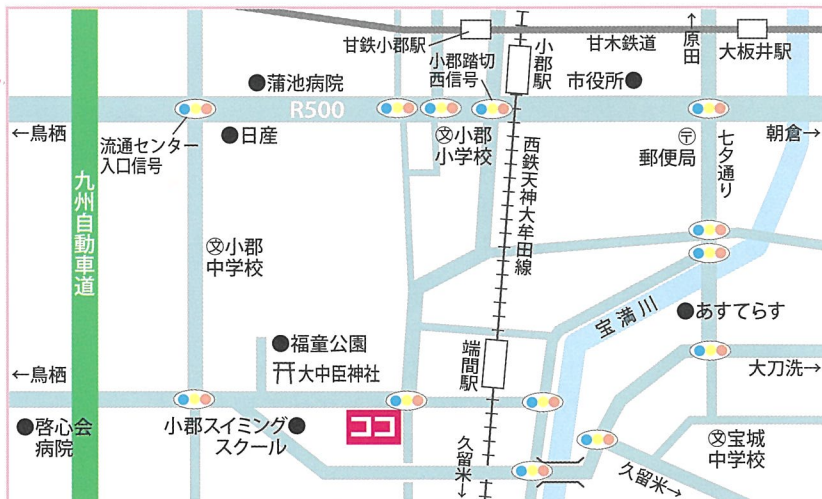 甘鉄小郡駅
小郡駅
甘木鉄道
↑原田
大板井駅
小郡踏切
西信号
市役所
蒲池病院
R500
←鳥栖
流通センター
入口信号
日産
文小郡
小学校
〒
郵便局
七夕通り
朝倉→
九州自動車道
西鉄天神大牟田線
文小郡
中学校
宝満川
あすてらす
福童公園
大中臣神社
端間駅
←鳥栖
大刀洗→
啓心会
病院
小郡スイミング
スクール
ココ
久留米→
久留米→
文宝城
中学校